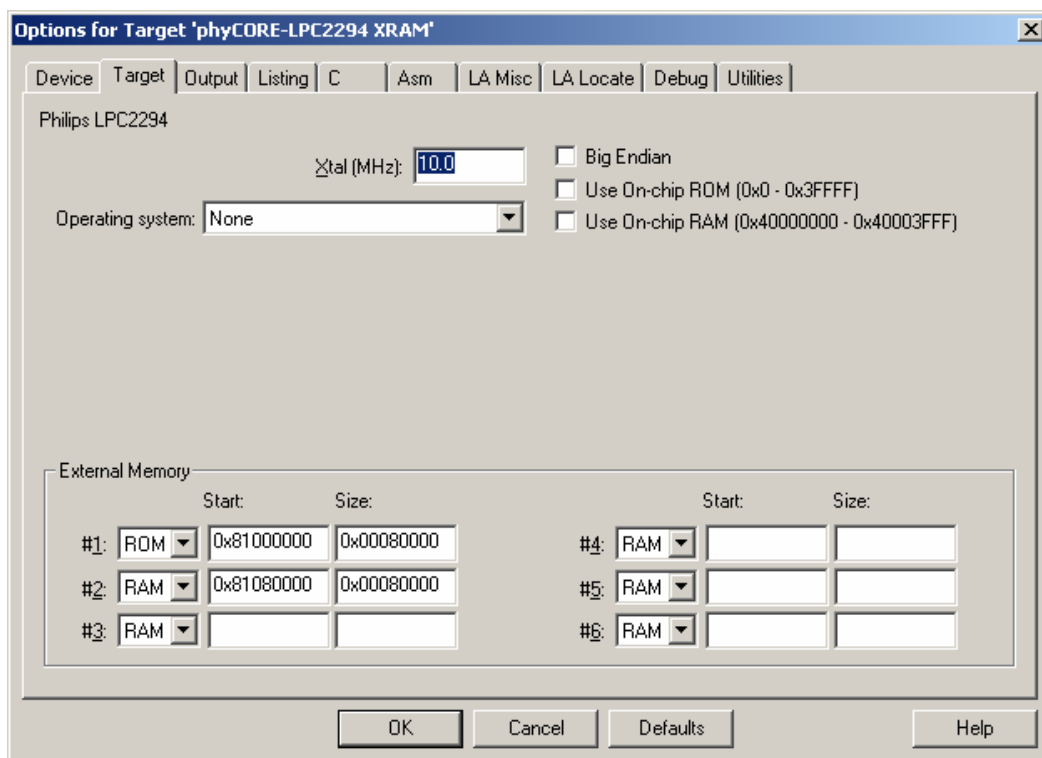 Options for Target 'phyCORE-LPC2294 XRAM'
Device Target Output Listing C Asm LA Misc LA Locate Debug Utilities
Philips LPC2294
Xtal (MHz): 10.0
Big Endian
Use On-chip ROM (0x0 - 0x3FFFF)
Operating system: None
Use On-chip RAM (0x40000000 - 0x40003FFF)
External Memory
Start: Size: Start: Size:
#1: ROM 0x81000000 0x00080000 #4: RAM
#2: RAM 0x81080000 0x00080000 #5: RAM
#3: RAM #6: RAM
OK Cancel Defaults Help